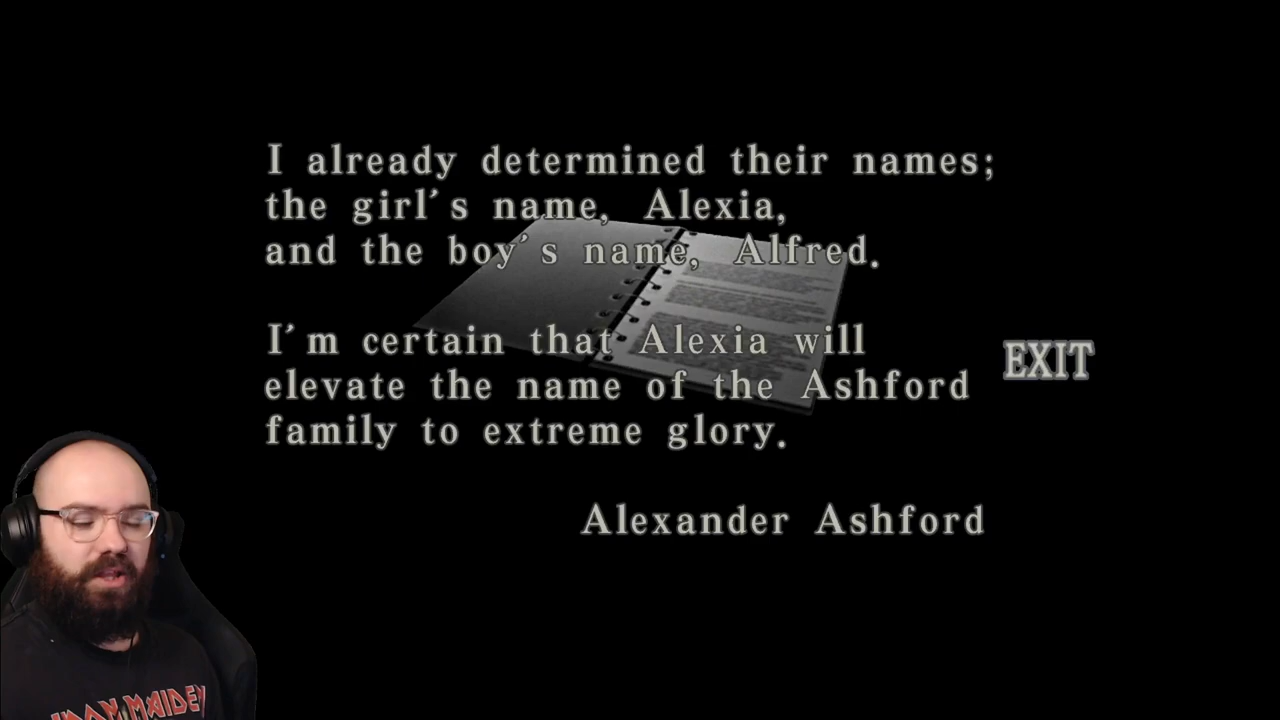 I already determined their names;
the girl's name, Alexia,
and the boy's name, Alfred.
I'm certain that Alexia will
elevate the name of the Ashford
family to extreme glory.
EXIT
Alexander Ashford
IRON MAIDEN